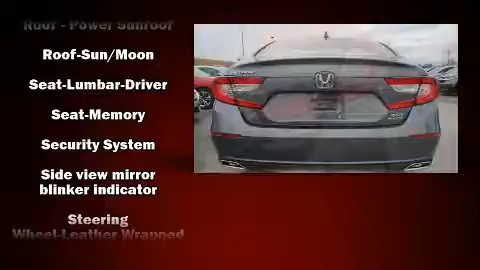 Roof - Power Sunroof
Roof-Sun/Moon
Seat-Lumbar-Driver
Seat-Memory
Security System
Side view mirror
blinker indicator
Steering
Wheel-Leather Wrapped